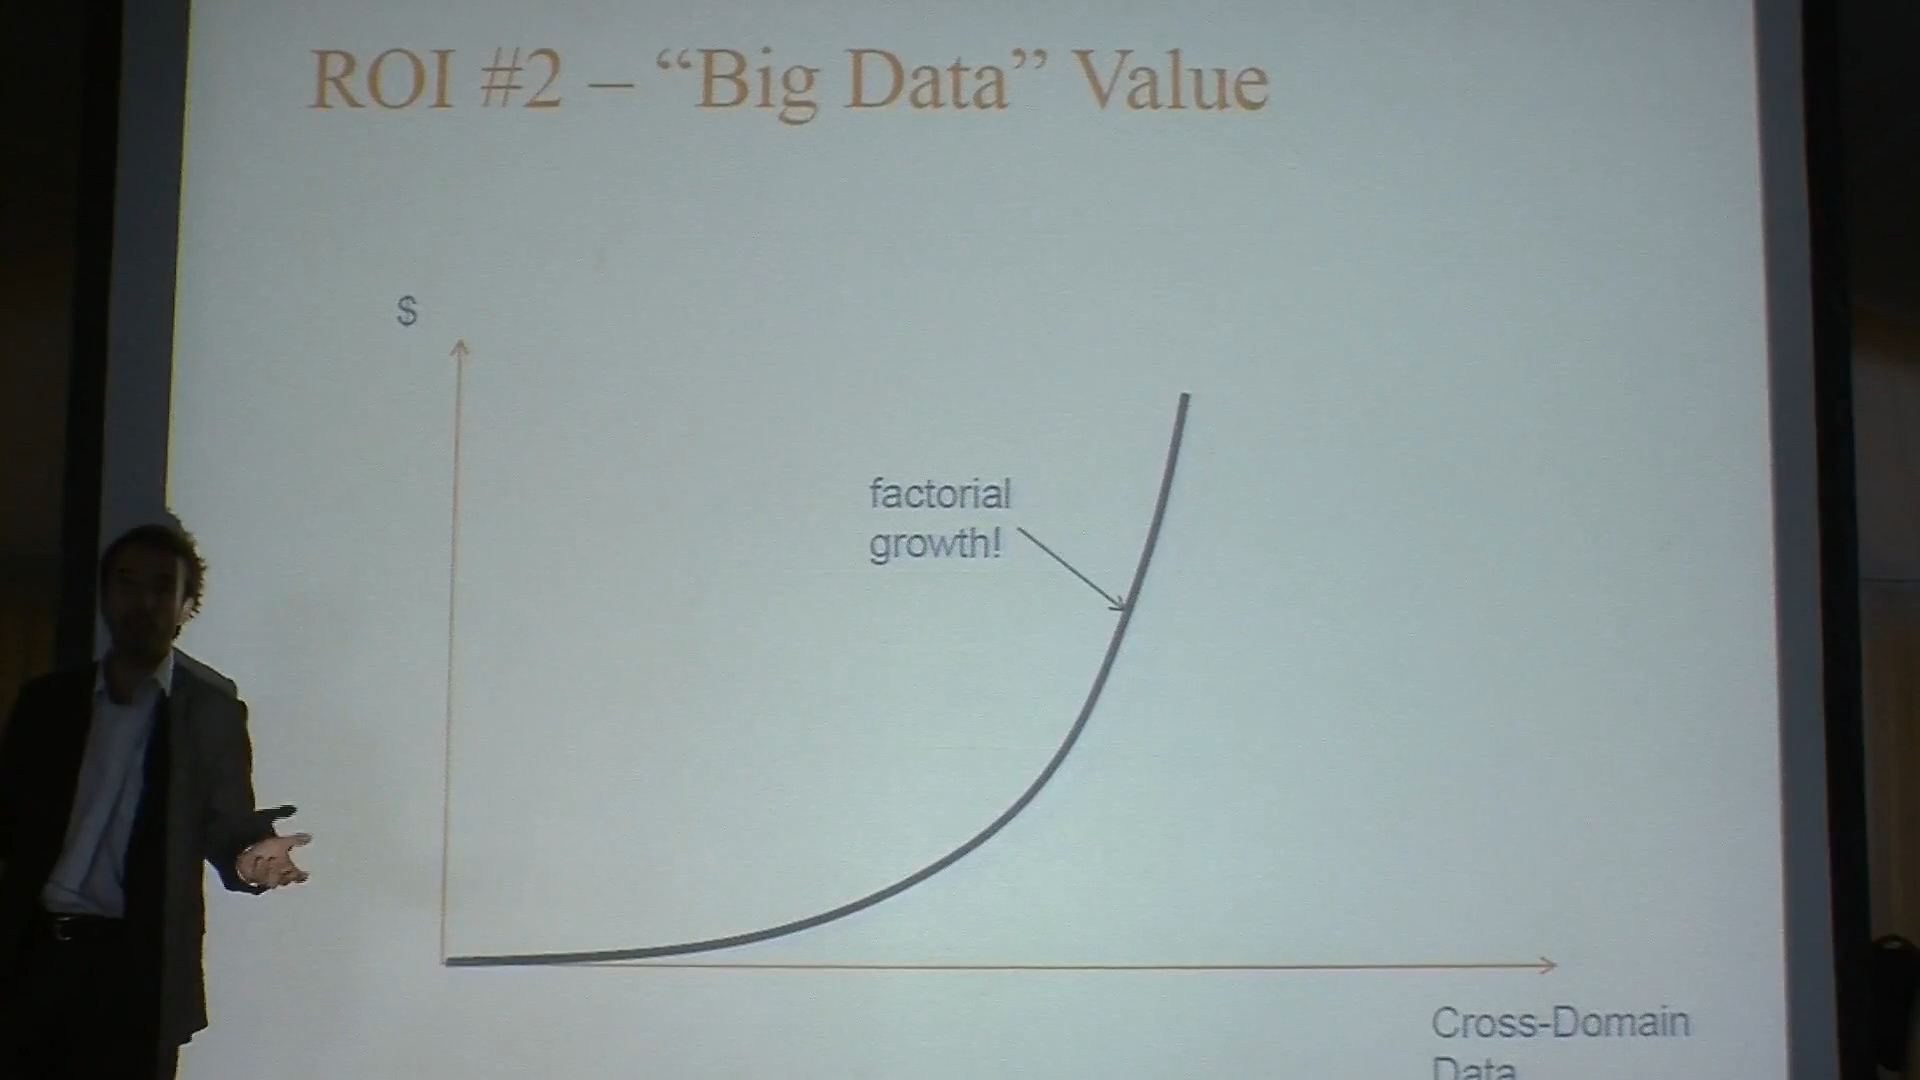 ROI #2 – “Big Data” Value
$
factorial
growth!
Cross-Domain
Data